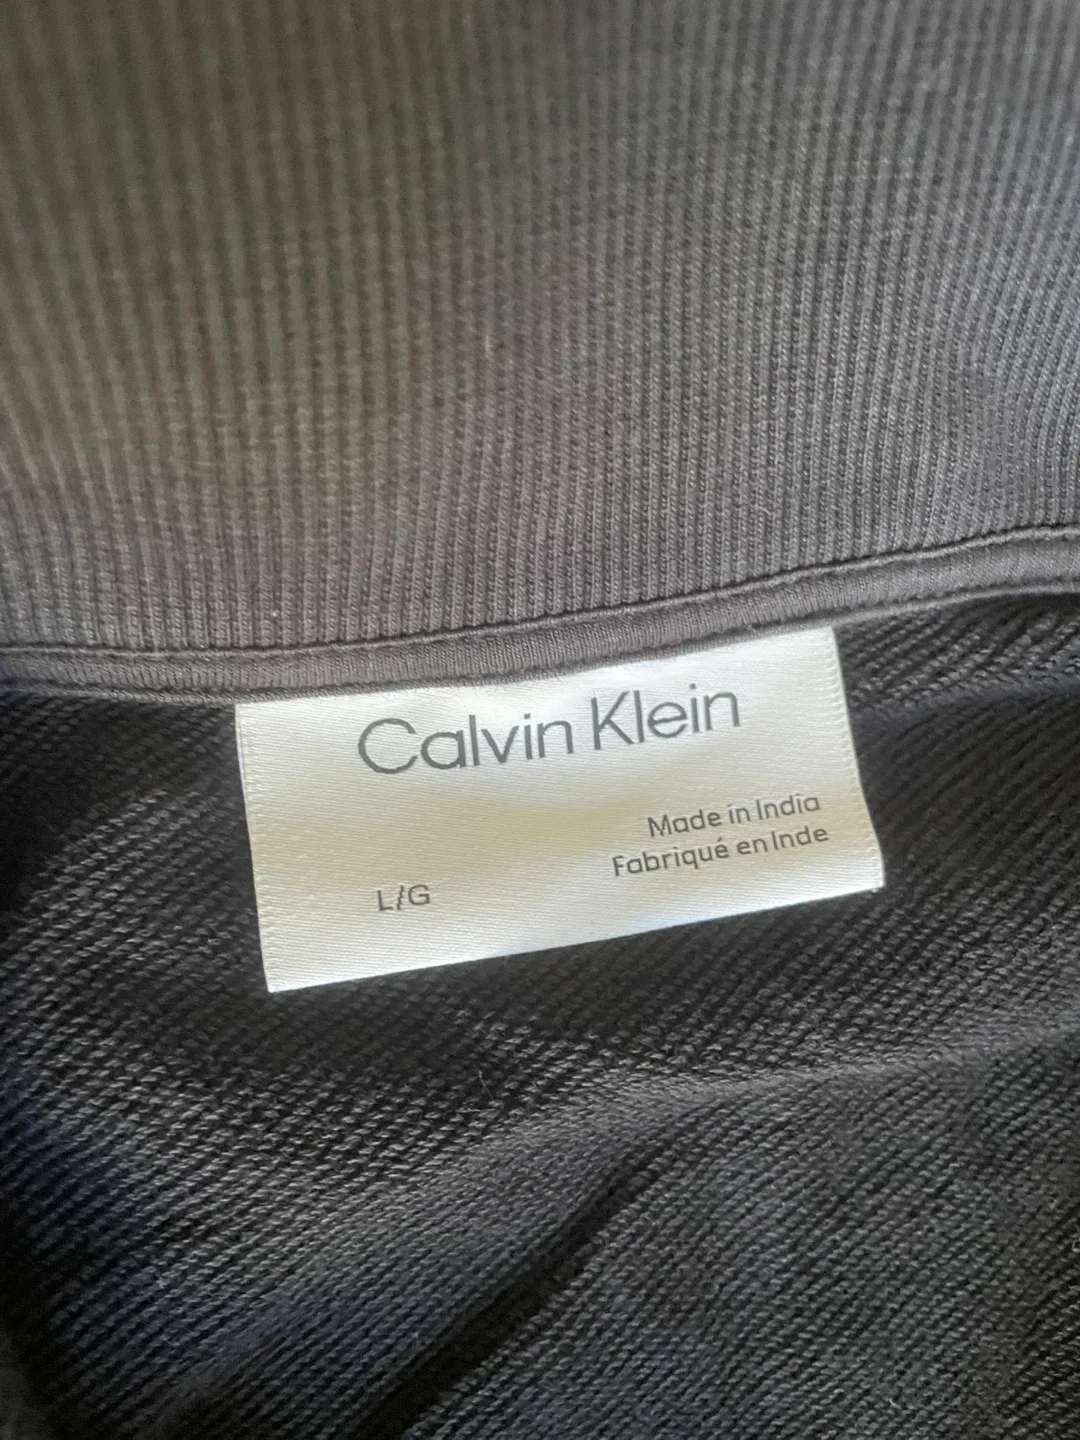 Calvin Klein
Made in India
Fabriqué en Inde
L/G